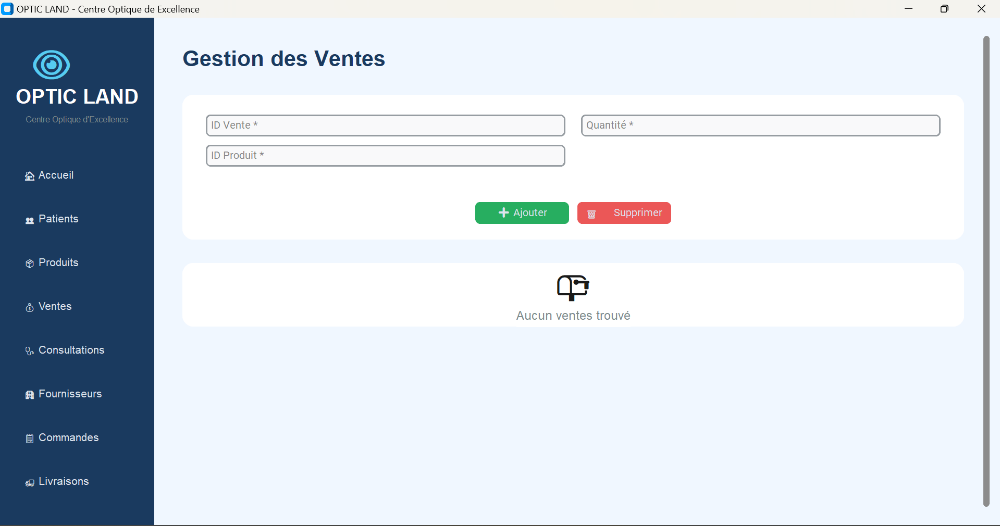 OPTIC LAND - Centre Optique de Excellence
OPTIC LAND
Centre Optique d'Excellence
Accueil
Patients
Produits
Ventes
Consultations
Fournisseurs
Commandes
Livraisons
Gestion des Ventes
ID Vente *
Quantité *
ID Produit *
Ajouter
Supprimer
Aucun ventes trouvé